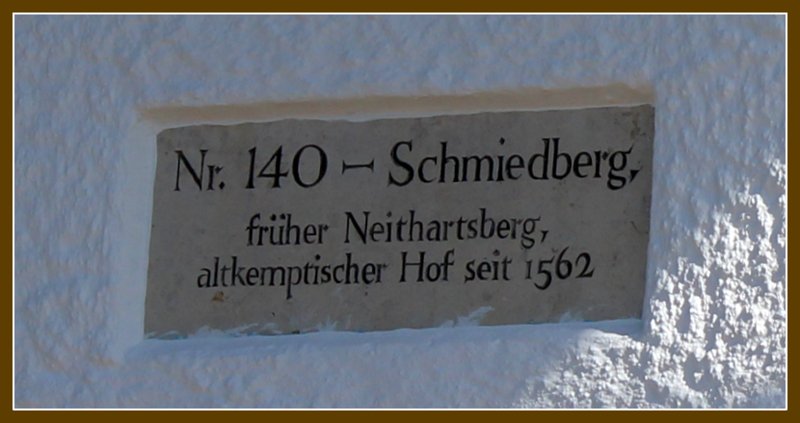 Nr. 140 – Schmiedberg,
früher Neithartsberg,
altkemptischer Hof seit 1562